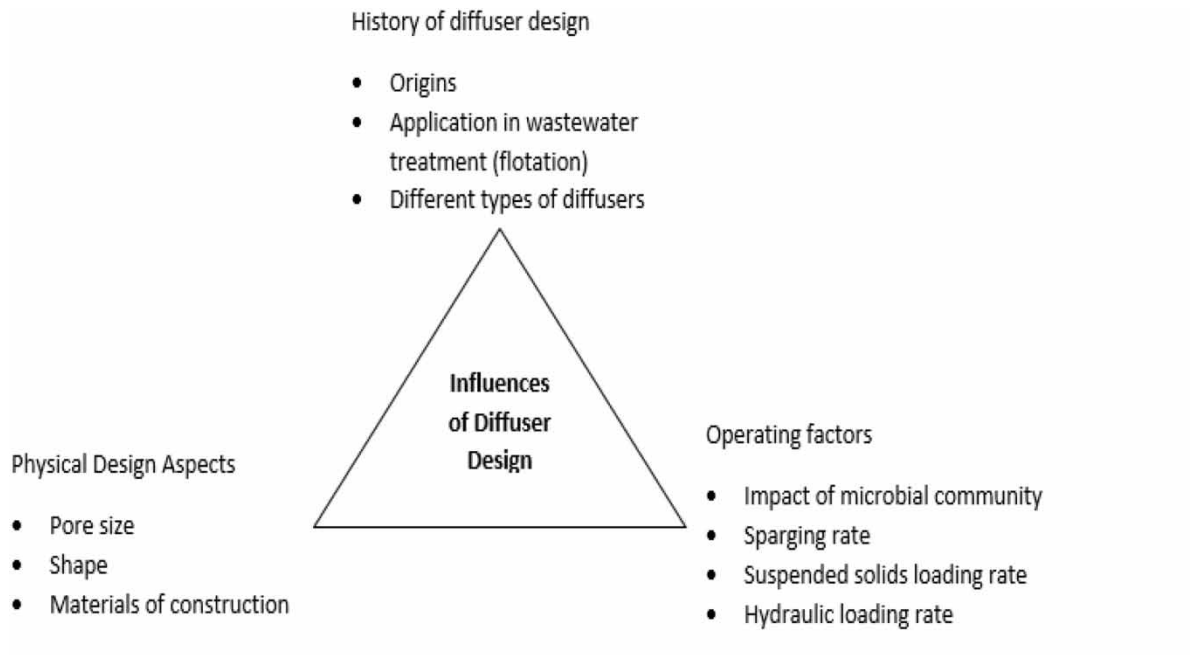 History of diffuser design
• Origins
• Application in wastewater
treatment (flotation)
• Different types of diffusers
Influences
of Diffuser
Design
Physical Design Aspects
• Pore size
• Shape
• Materials of construction
Operating factors
• Impact of microbial community
• Sparging rate
• Suspended solids loading rate
• Hydraulic loading rate